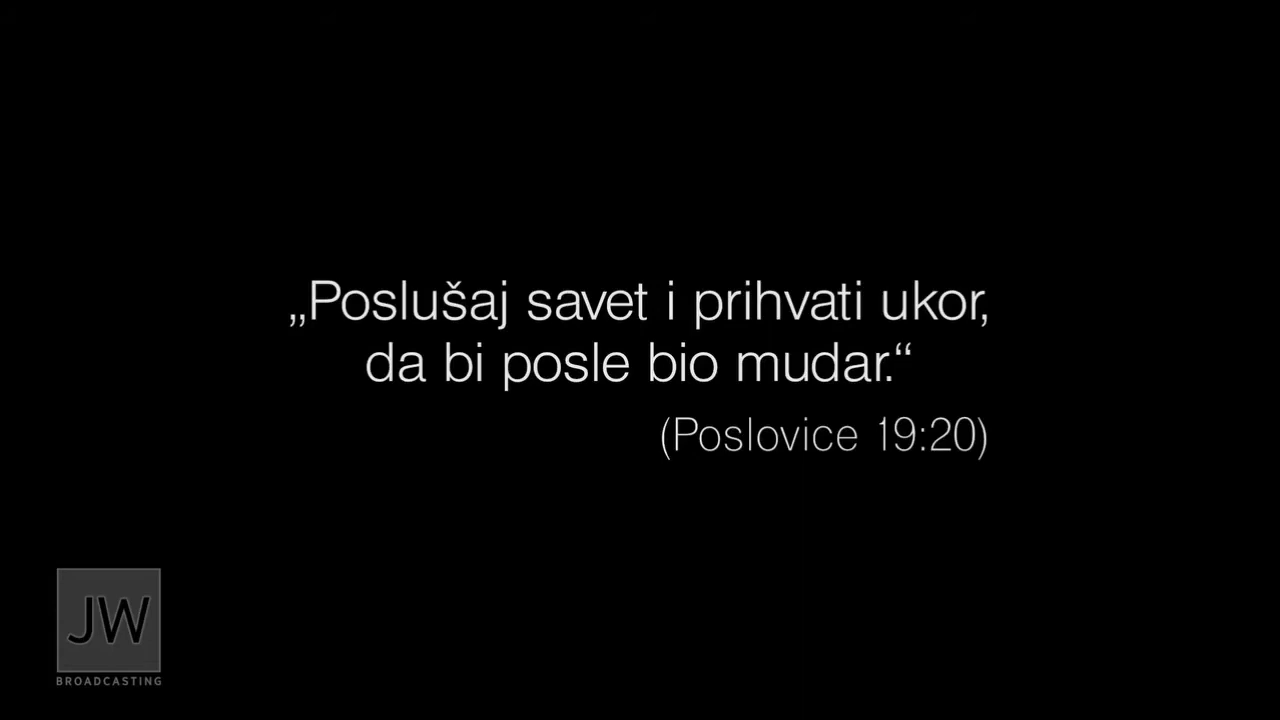 „Poslušaj savet i prihvati ukor,
da bi posle bio mudar.“
(Poslovice 19:20)
JW
BROADCASTING